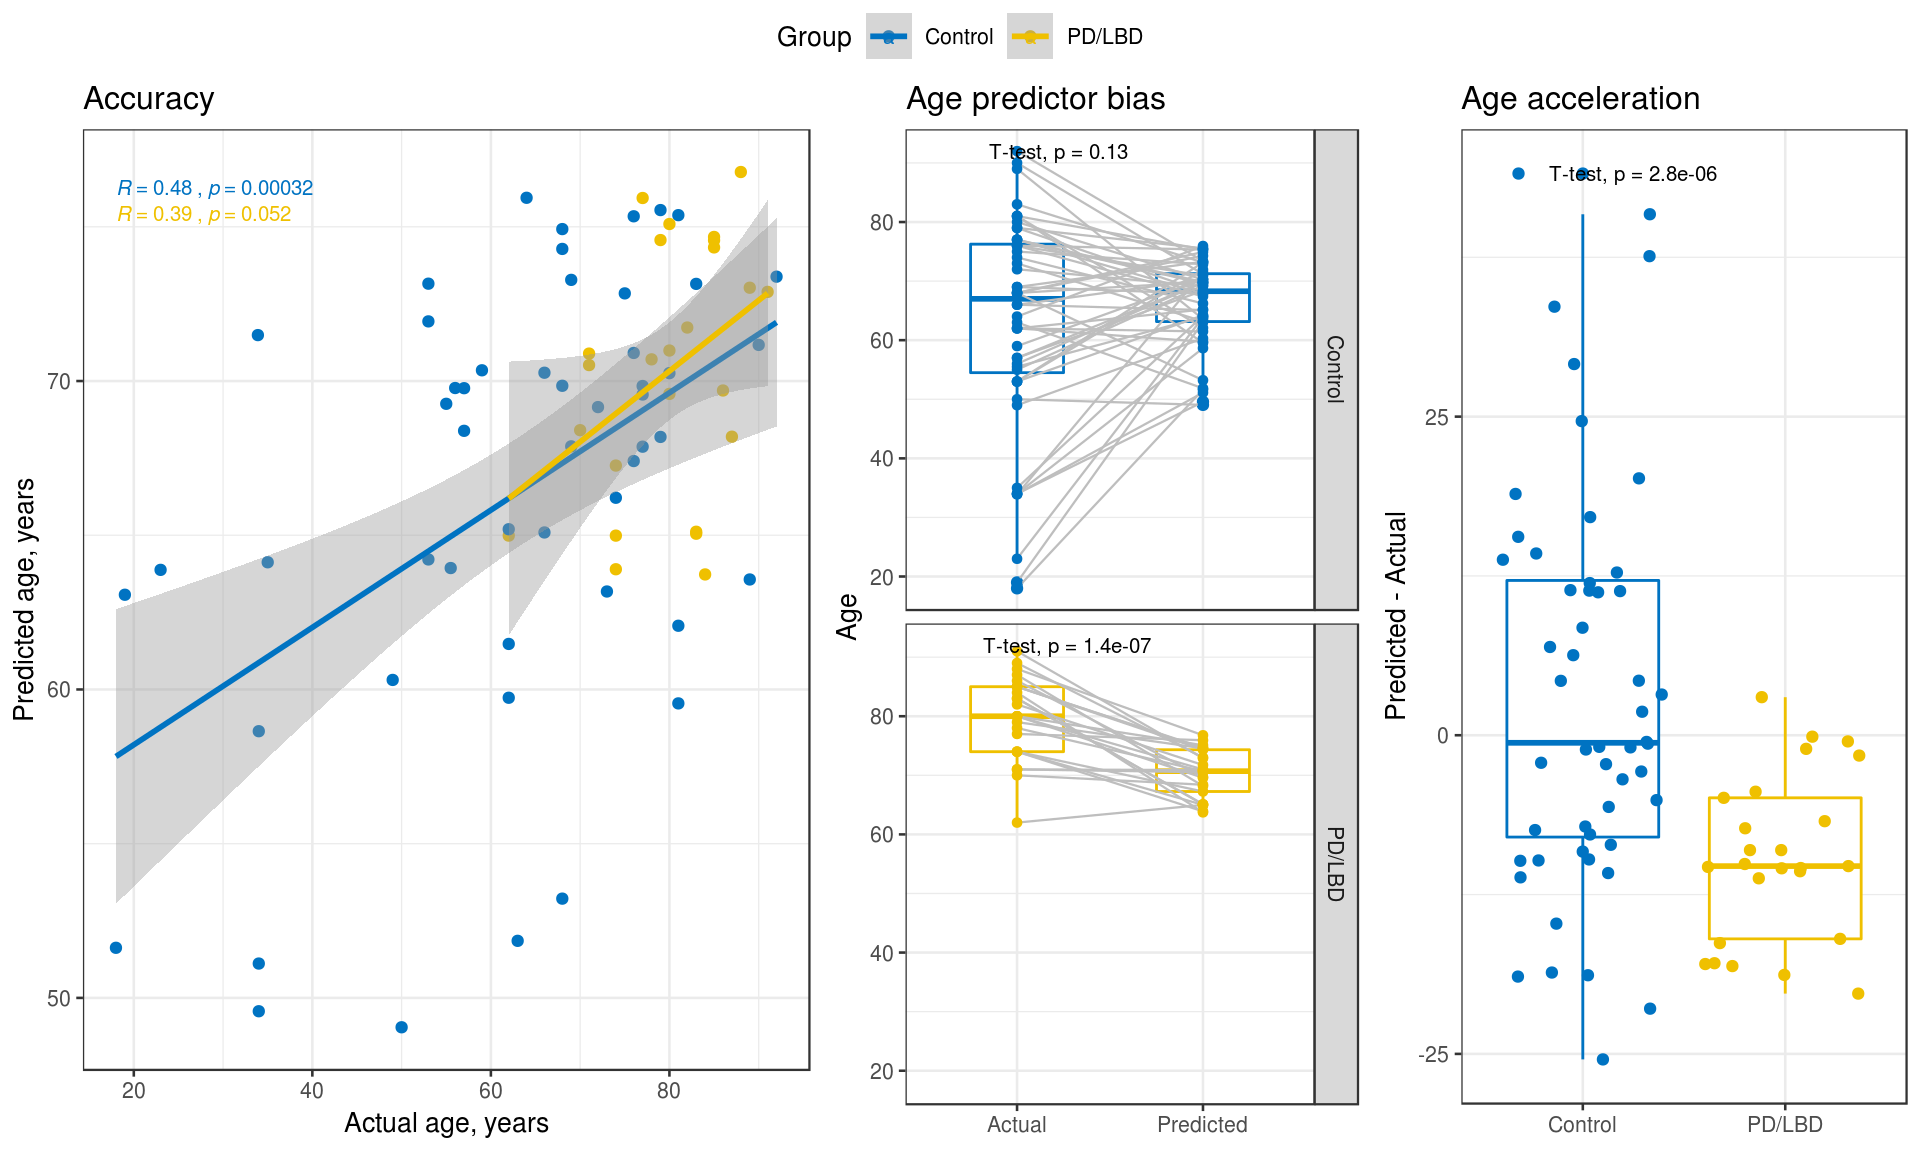 Group Control PD/LBD
Accuracy
R = 0.48 , p = 0.00032
R = 0.39 , p = 0.052
Predicted age, years
70
60
50
20 40 60 80
Actual age, years
Age predictor bias
T-test, p = 0.13
80
60
40
20
Control
Age
T-test, p = 1.4e-07
80
60
40
20
PD/LBD
Actual Predicted
Age acceleration
T-test, p = 2.8e-06
Predicted - Actual
25
0
-25
Control PD/LBD